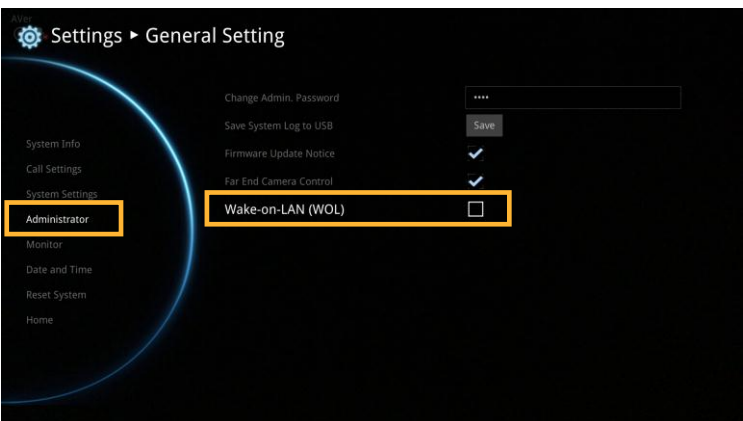 AVer
Settings ▸ General Setting
Change Admin. Password ••••
Save System Log to USB Save
Firmware Update Notice
Far End Camera Control
Wake-on-LAN (WOL)
System Info
Call Settings
System Settings
Administrator
Monitor
Date and Time
Reset System
Home